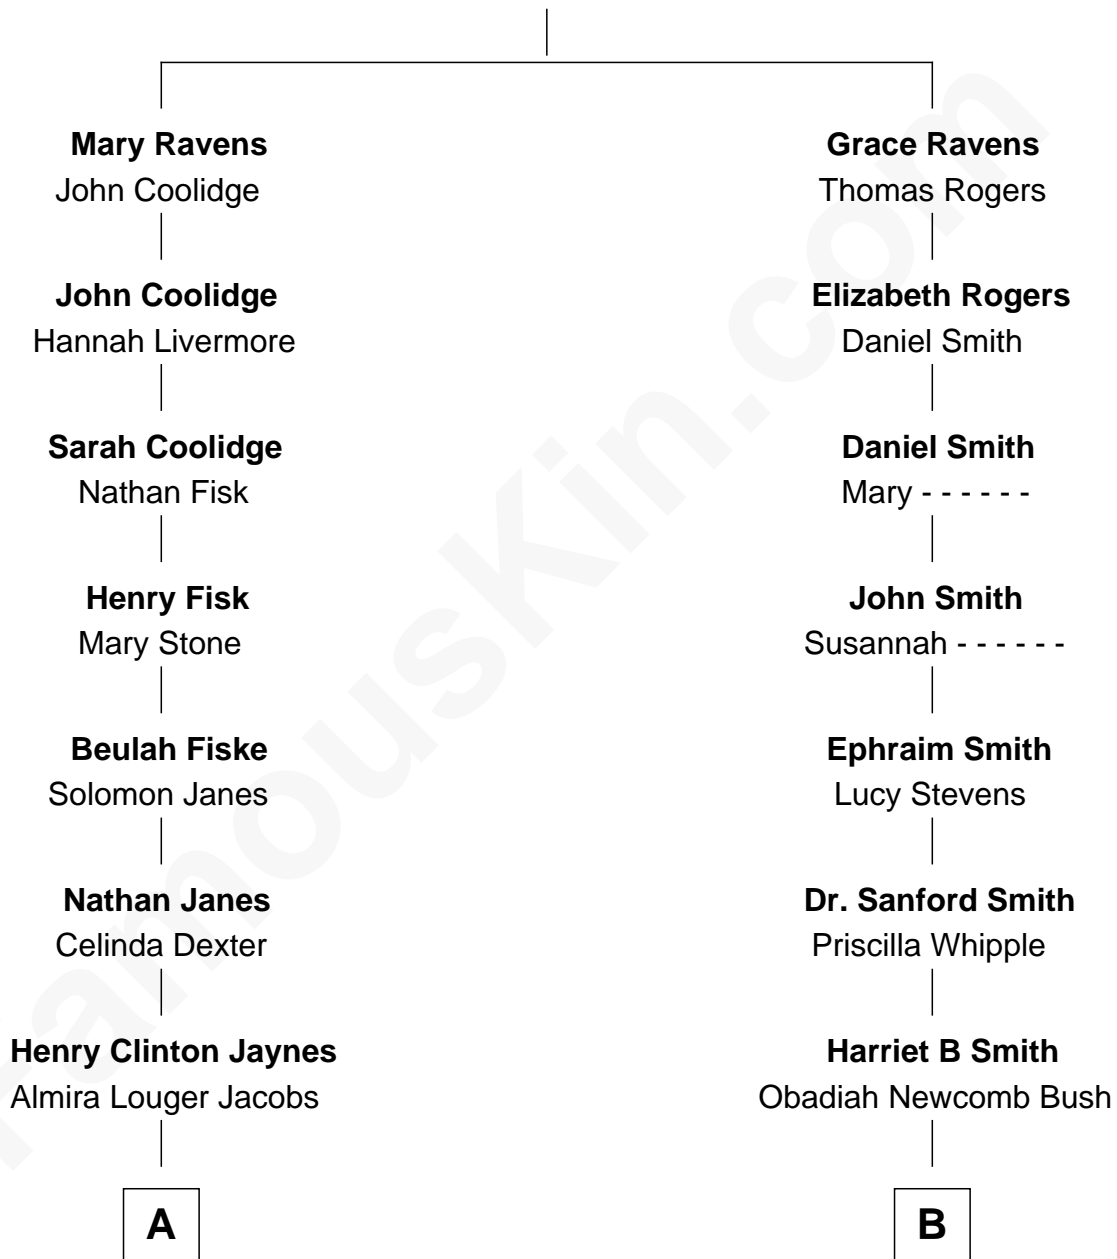 Mary Ravens
John Coolidge
Grace Ravens
Thomas Rogers
John Coolidge
Hannah Livermore
Elizabeth Rogers
Daniel Smith
Sarah Coolidge
Nathan Fisk
Daniel Smith
Mary - - - - - -
Henry Fisk
Mary Stone
John Smith
Susannah - - - - - -
Beulah Fiske
Solomon Janes
Ephraim Smith
Lucy Stevens
Nathan Janes
Celinda Dexter
Dr. Sanford Smith
Priscilla Whipple
Henry Clinton Jaynes
Almira Louger Jacobs
Harriet B Smith
Obadiah Newcomb Bush
A
B
FamousKin.com